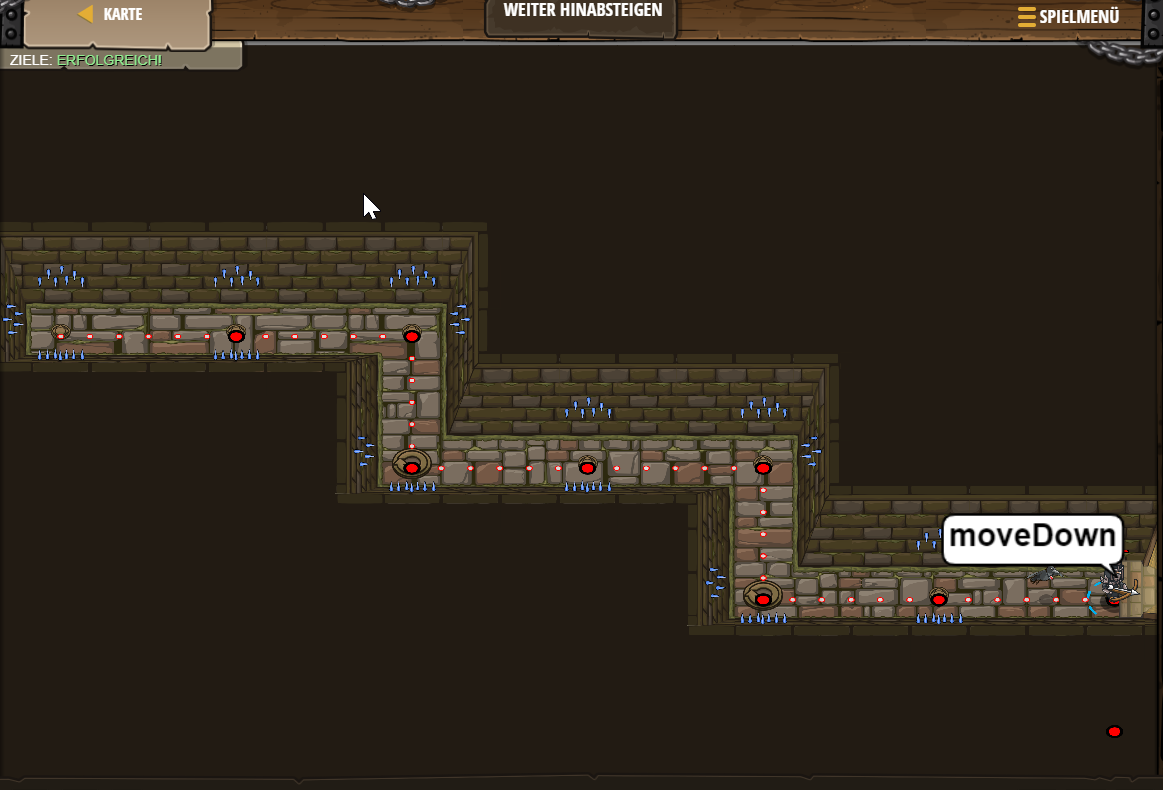 KARTE
WEITER HINABSTEIGEN
SPIELMENÜ
ZIELE: ERFOLGREICH!
moveDown